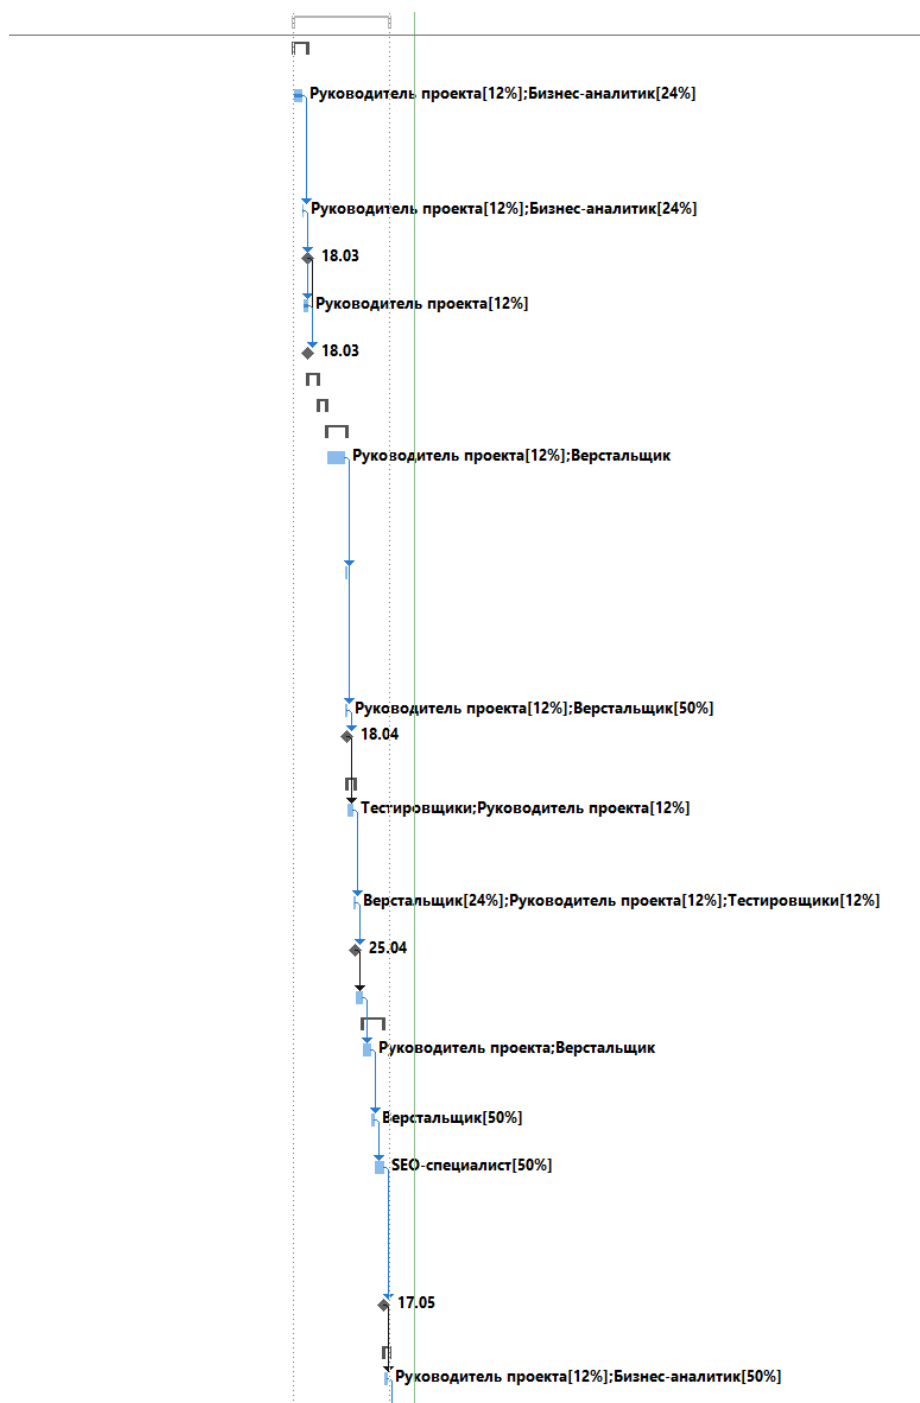 Руководитель проекта[12%];Бизнес-аналитик[24%]
Руководитель проекта[12%];Бизнес-аналитик[24%]
18.03
Руководитель проекта[12%]
18.03
Руководитель проекта[12%];Верстальщик
Руководитель проекта[12%];Верстальщик[50%]
18.04
Тестировщики;Руководитель проекта[12%]
Верстальщик[24%];Руководитель проекта[12%];Тестировщики[12%]
25.04
Руководитель проекта;Верстальщик
Верстальщик[50%]
SEO-специалист[50%]
17.05
Руководитель проекта[12%];Бизнес-аналитик[50%]